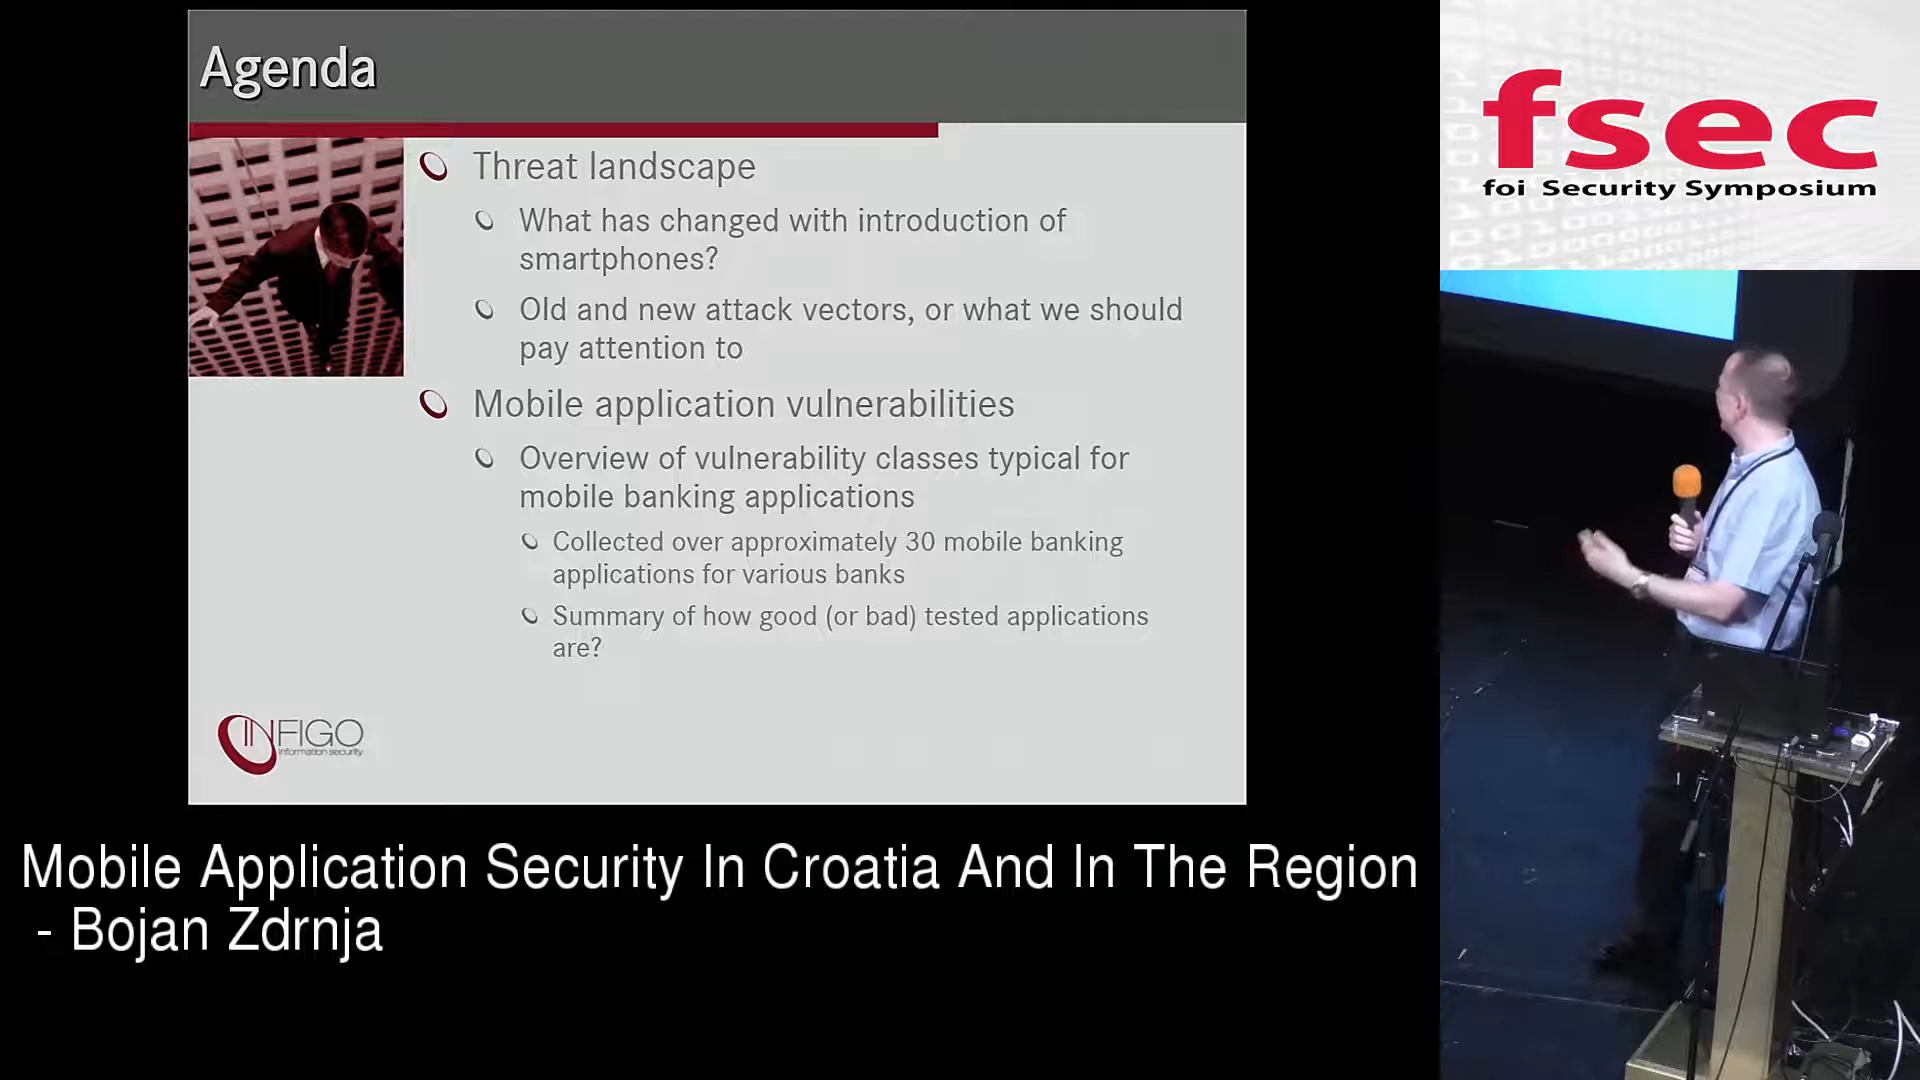 Agenda
Threat landscape
What has changed with introduction of
smartphones?
Old and new attack vectors, or what we should
pay attention to
Mobile application vulnerabilities
Overview of vulnerability classes typical for
mobile banking applications
Collected over approximately 30 mobile banking
applications for various banks
Summary of how good (or bad) tested applications
are?
INFIGO
information security
Mobile Application Security In Croatia And In The Region
- Bojan Zdrnja
fsec
foi Security Symposium